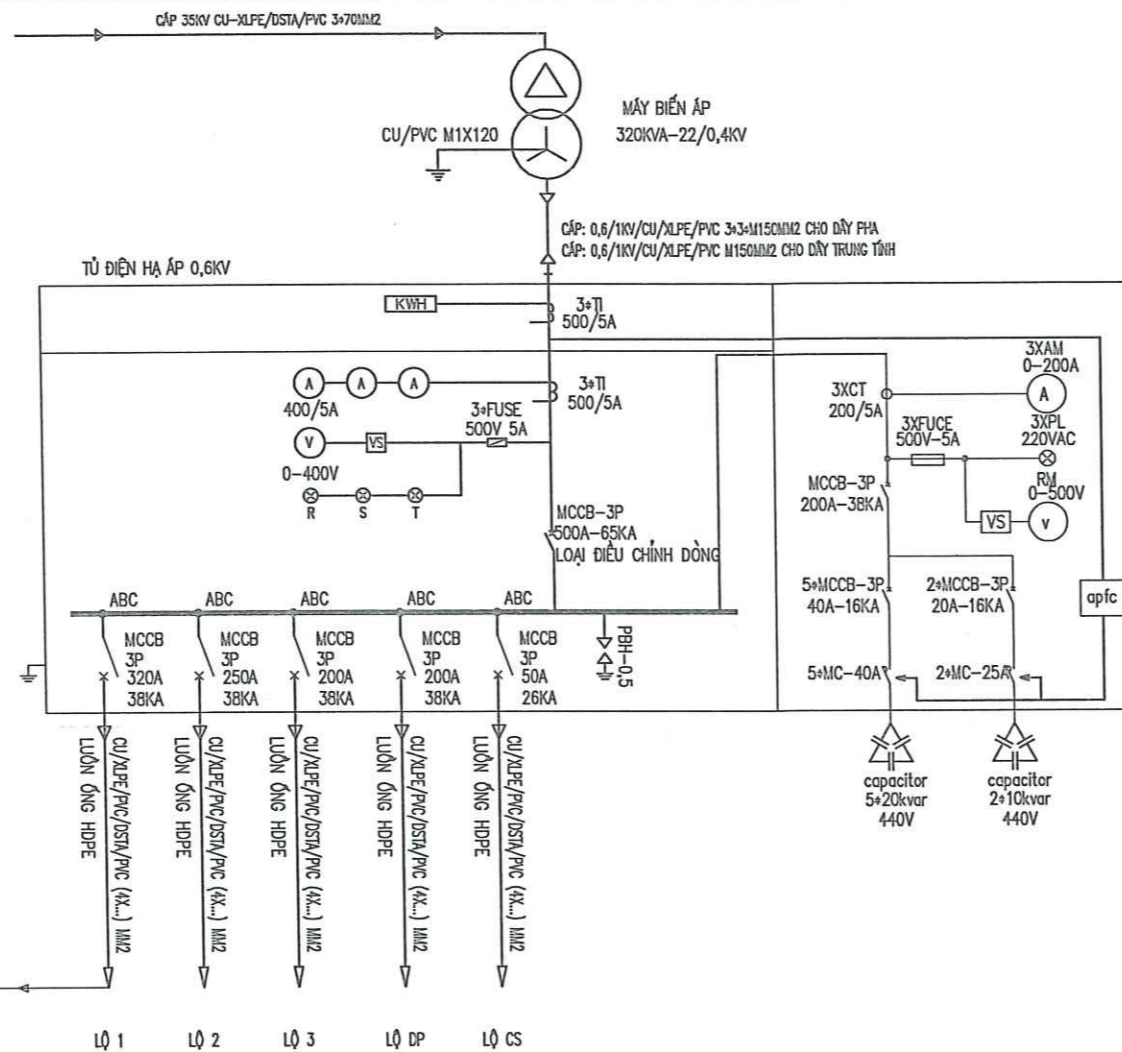 CÁP 35KV CU-XLPE/DSTA/PVC 3*70MM2
MÁY BIẾN ÁP
320KVA-22/0,4KV
CU/PVC M1X120
CÁP: 0,6/1KV/CU/XLPE/PVC 3*3*M150MM2 CHO DÂY PHA
CÁP: 0,6/1KV/CU/XLPE/PVC M150MM2 CHO DÂY TRUNG TÍNH
TỦ ĐIỆN HẠ ÁP 0,6KV
KWH
3*TI
500/5A
A A A
400/5A
3*TI
500/5A
3*FUSE
500V 5A
V
VS
0-400V
R S T
MCCB-3P
500A-65KA
LOẠI ĐIỀU CHỈNH DÒNG
3XCT
200/5A
3XAM
0-200A
A
3XFUCE
500V-5A
3XPL
220VAC
MCCB-3P
200A-38KA
RM
0-500V
VS
V
5*MCCB-3P
40A-16KA
2*MCCB-3P
20A-16KA
apfc
5*MC-40A
2*MC-25A
capacitor
5*20kvar
440V
capacitor
2*10kvar
440V
ABC ABC ABC ABC ABC
MCCB
3P
320A
38KA
MCCB
3P
250A
38KA
MCCB
3P
200A
38KA
MCCB
3P
200A
38KA
MCCB
3P
50A
26KA
PBH-0,5
CU/XLPE/PVC/DSTA/PVC (4X...) MM2
LUỒN ỐNG HDPE
CU/XLPE/PVC/DSTA/PVC (4X...) MM2
LUỒN ỐNG HDPE
CU/XLPE/PVC/DSTA/PVC (4X...) MM2
LUỒN ỐNG HDPE
CU/XLPE/PVC/DSTA/PVC (4X...) MM2
LUỒN ỐNG HDPE
CU/XLPE/PVC/DSTA/PVC (4X...) MM2
LUỒN ỐNG HDPE
LỘ 1 LỘ 2 LỘ 3 LỘ DP LỘ CS